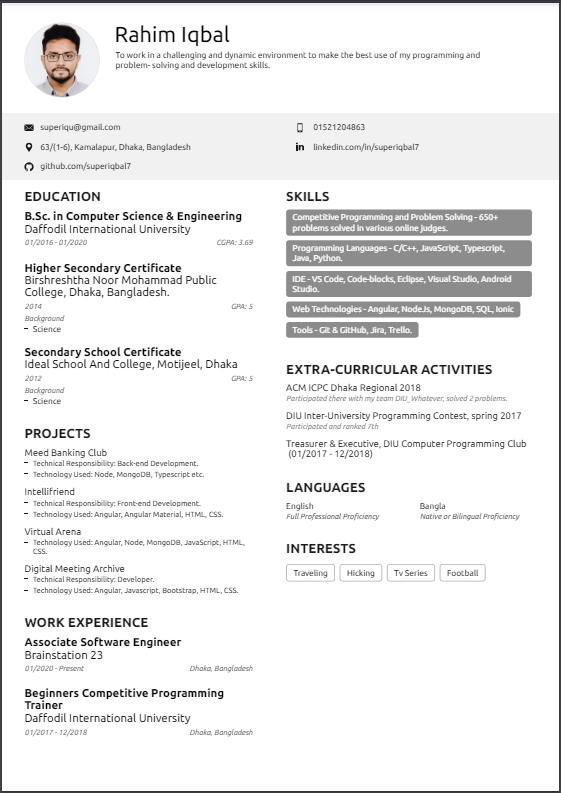 Rahim Iqbal
To work in a challenging and dynamic environment to make the best use of my programming and
problem- solving and development skills.
superiqu@gmail.com
01521204863
63/(1-6), Kamalapur, Dhaka, Bangladesh
linkedin.com/in/superiqbal7
github.com/superiqbal7
EDUCATION
B.Sc. in Computer Science & Engineering
Daffodil International University
01/2016 - 01/2020 CGPA: 3.69
Higher Secondary Certificate
Birshreshtha Noor Mohammad Public
College, Dhaka, Bangladesh.
2014 GPA: 5
Background
– Science
Secondary School Certificate
Ideal School And College, Motijeel, Dhaka
2012 GPA: 5
Background
– Science
PROJECTS
Meed Banking Club
– Technical Responsibility: Back-end Development.
– Technology Used: Node, MongoDB, Typescript etc.
Intellifriend
– Technical Responsibility: Front-end Development.
– Technology Used: Angular, Angular Material, HTML, CSS.
Virtual Arena
– Technology Used: Angular, Node, MongoDB, JavaScript, HTML,
CSS.
Digital Meeting Archive
– Technical Responsibility: Developer.
– Technology Used: Angular, Javascript, Bootstrap, HTML, CSS.
WORK EXPERIENCE
Associate Software Engineer
Brainstation 23
01/2020 - Present Dhaka, Bangladesh
Beginners Competitive Programming
Trainer
Daffodil International University
01/2017 - 12/2018 Dhaka, Bangladesh
SKILLS
Competitive Programming and Problem Solving - 650+
problems solved in various online judges.
Programming Languages - C/C++, JavaScript, Typescript,
Java, Python.
IDE - VS Code, Code-blocks, Eclipse, Visual Studio, Android
Studio.
Web Technologies - Angular, NodeJs, MongoDB, SQL, Ionic
Tools - Git & GitHub, Jira, Trello.
EXTRA-CURRICULAR ACTIVITIES
ACM ICPC Dhaka Regional 2018
Participated there with my team DIU_Whatever, solved 2 problems.
DIU Inter-University Programming Contest, spring 2017
Participated and ranked 7th
Treasurer & Executive, DIU Computer Programming Club
(01/2017 - 12/2018)
LANGUAGES
English Bangla
Full Professional Proficiency Native or Bilingual Proficiency
INTERESTS
Traveling Hicking Tv Series Football